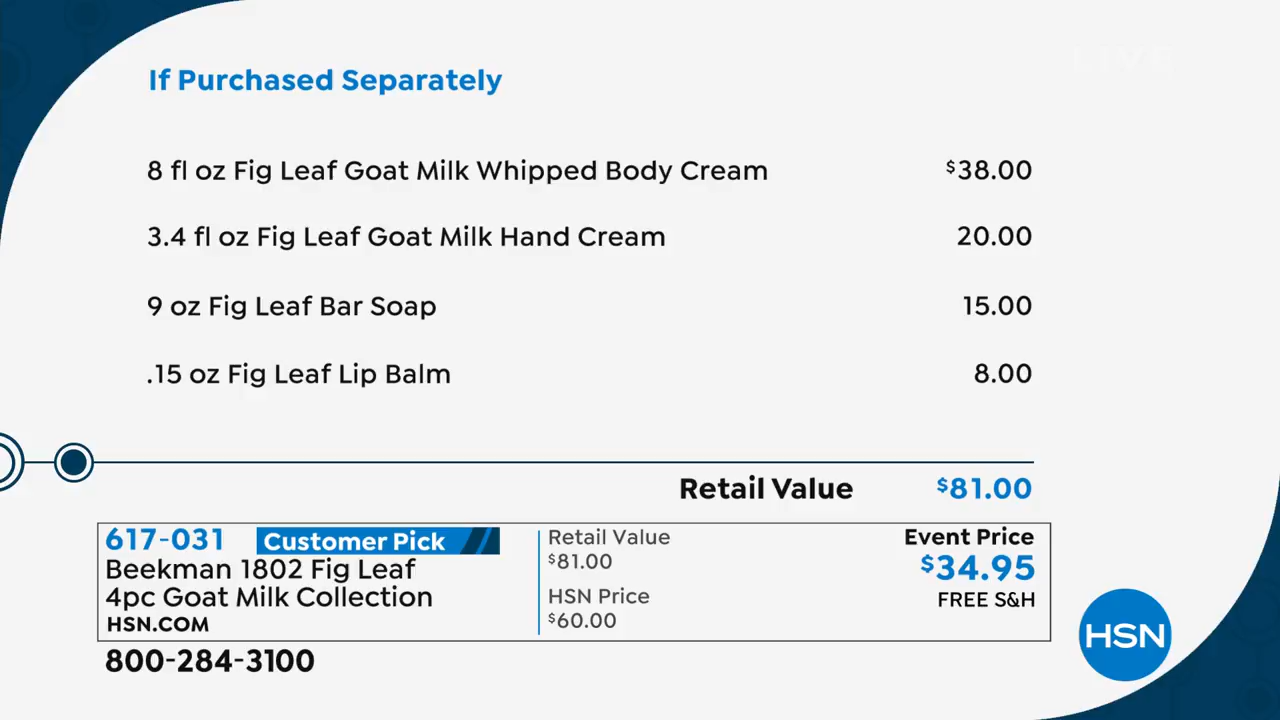 LIVE
If Purchased Separately
8 fl oz Fig Leaf Goat Milk Whipped Body Cream $38.00
3.4 fl oz Fig Leaf Goat Milk Hand Cream 20.00
9 oz Fig Leaf Bar Soap 15.00
.15 oz Fig Leaf Lip Balm 8.00
Retail Value $81.00
617-031 Customer Pick
Beekman 1802 Fig Leaf
4pc Goat Milk Collection
HSN.COM
Retail Value
$81.00
HSN Price
$60.00
Event Price
$34.95
FREE S&H
800-284-3100
HSN